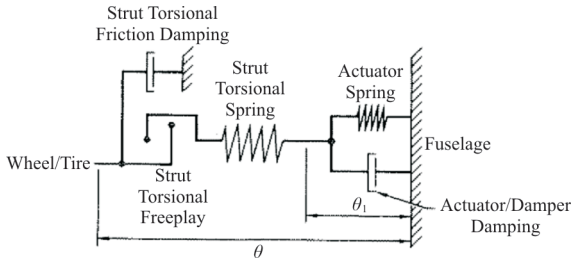 Strut Torsional
Friction Damping
Strut
Torsional
Spring
Actuator
Spring
Fuselage
Wheel/Tire
Strut
Torsional
Freeplay
θ₁
Actuator/Damper
Damping
θ